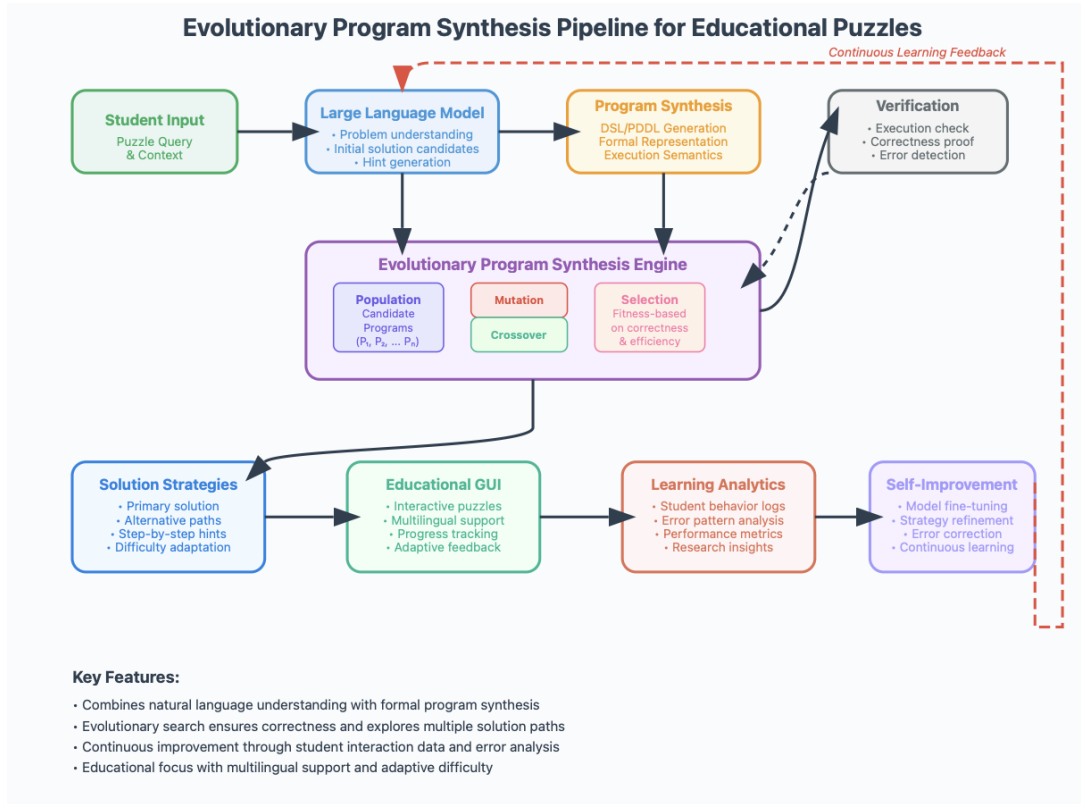 Evolutionary Program Synthesis Pipeline for Educational Puzzles
Continuous Learning Feedback
Student Input
Puzzle Query
& Context
Large Language Model
• Problem understanding
• Initial solution candidates
• Hint generation
Program Synthesis
DSL/PDDL Generation
Formal Representation
Execution Semantics
Verification
• Execution check
• Correctness proof
• Error detection
Evolutionary Program Synthesis Engine
Population
Candidate
Programs
(P₁, P₂, ... Pₙ)
Mutation
Crossover
Selection
Fitness-based
on correctness
& efficiency
Solution Strategies
• Primary solution
• Alternative paths
• Step-by-step hints
• Difficulty adaptation
Educational GUI
• Interactive puzzles
• Multilingual support
• Progress tracking
• Adaptive feedback
Learning Analytics
• Student behavior logs
• Error pattern analysis
• Performance metrics
• Research insights
Self-Improvement
• Model fine-tuning
• Strategy refinement
• Error correction
• Continuous learning
Key Features:
• Combines natural language understanding with formal program synthesis
• Evolutionary search ensures correctness and explores multiple solution paths
• Continuous improvement through student interaction data and error analysis
• Educational focus with multilingual support and adaptive difficulty